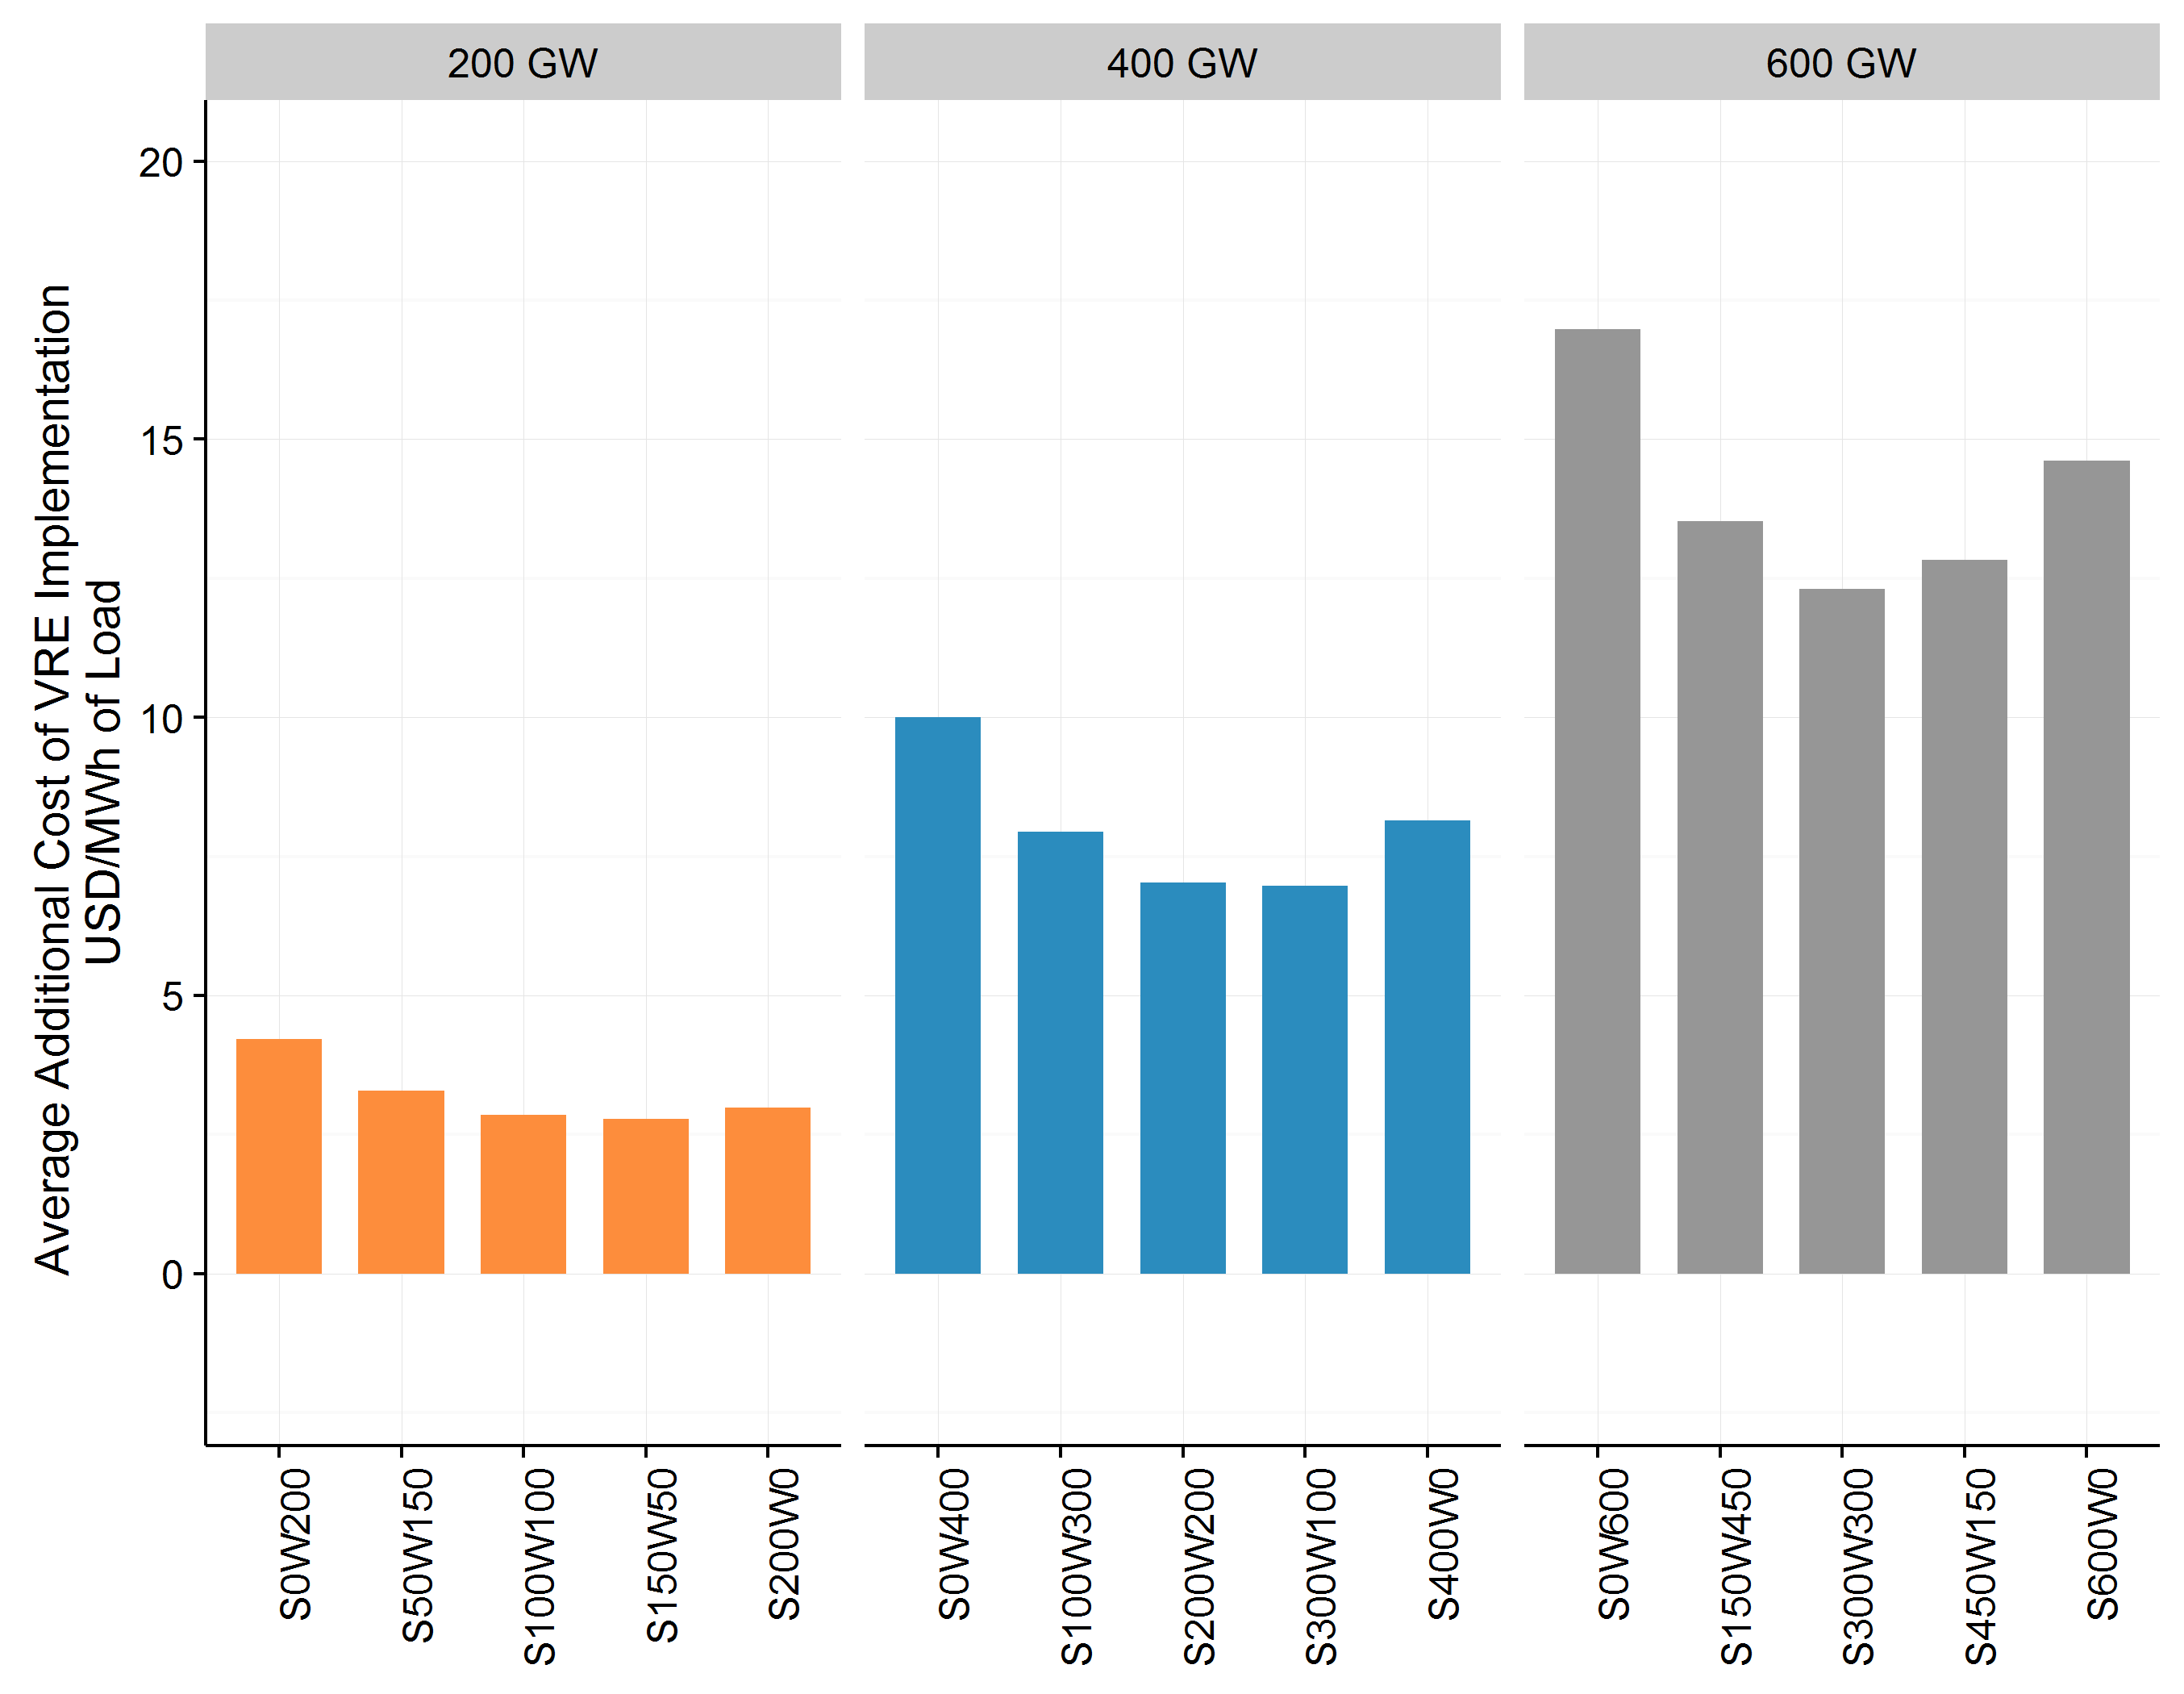 200 GW
400 GW
600 GW
Average Additional Cost of VRE Implementation
USD/MWh of Load
20
15
10
5
0
S0W200
S50W150
S100W100
S150W50
S200W0
S0W400
S100W300
S200W200
S300W100
S400W0
S0W600
S150W450
S300W300
S450W150
S600W0